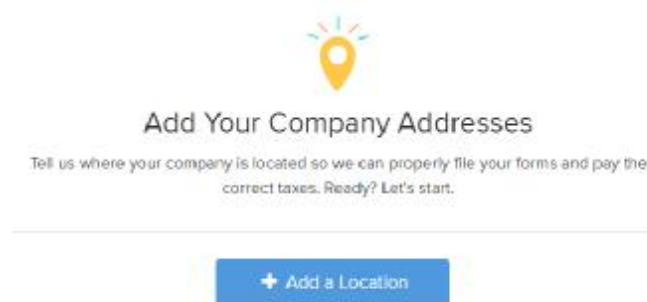 Add Your Company Addresses
Tell us where your company is located so we can properly file your forms and pay the
correct taxes. Ready? Let's start.
+ Add a Location